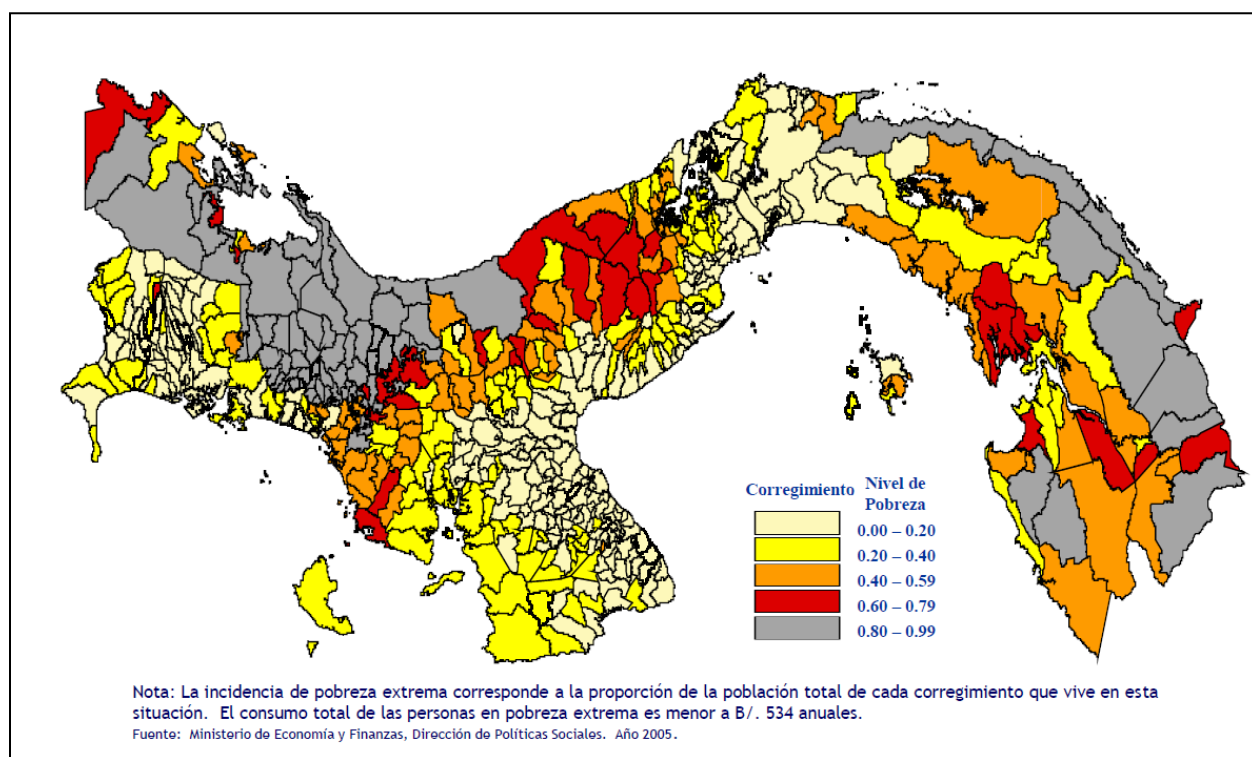 Corregimiento
Nivel de
Pobreza
0.00 – 0.20
0.20 – 0.40
0.40 – 0.59
0.60 – 0.79
0.80 – 0.99
Nota: La incidencia de pobreza extrema corresponde a la proporción de la población total de cada corregimiento que vive en esta
situación. El consumo total de las personas en pobreza extrema es menor a B/. 534 anuales.
Fuente: Ministerio de Economía y Finanzas, Dirección de Políticas Sociales. Año 2005.